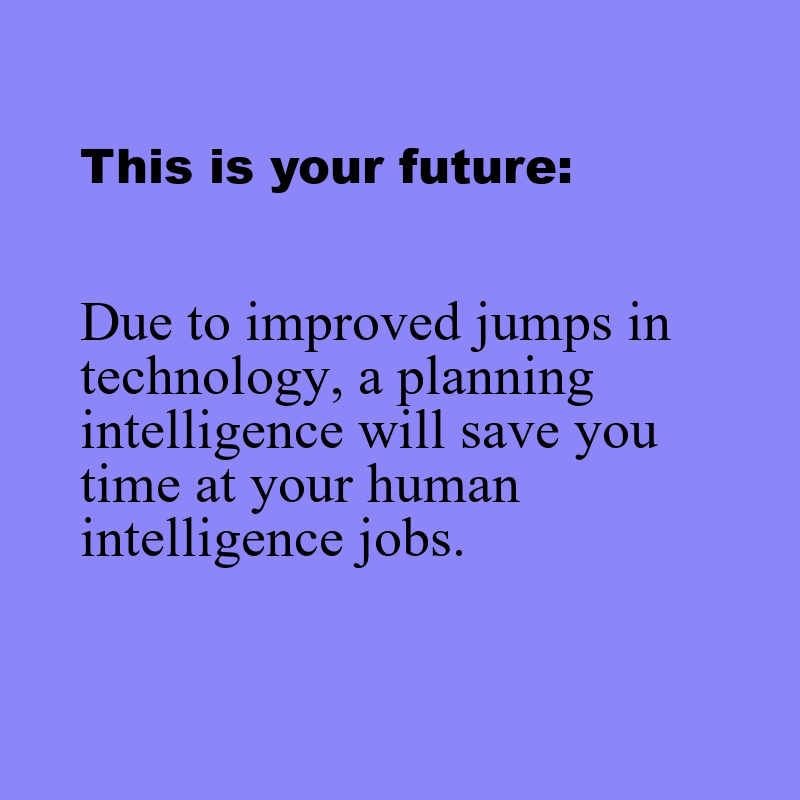 This is your future:
Due to improved jumps in
technology, a planning
intelligence will save you
time at your human
intelligence jobs.